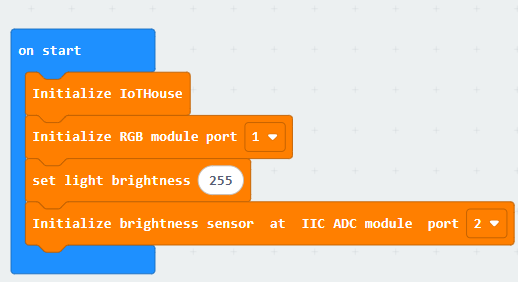 on start
Initialize IoTHouse
Initialize RGB module port 1
set light brightness 255
Initialize brightness sensor at IIC ADC module port 2